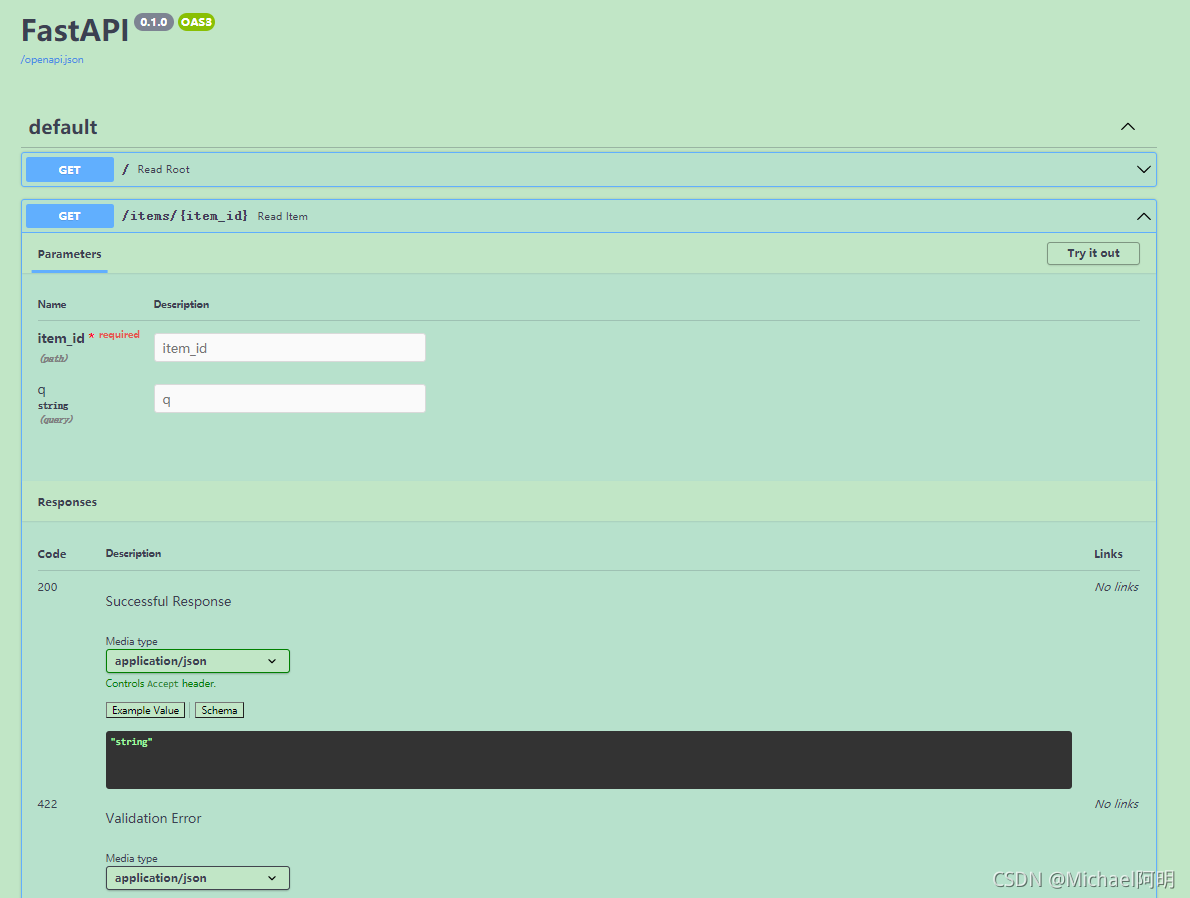 FastAPI 0.1.0 OAS3
/openapi.json
default
GET / Read Root
GET /items/{item_id} Read Item
Parameters Try it out
Name Description
item_id * required item_id
(path)
q q
string
(query)
Responses
Code Description Links
200 No links
Successful Response
Media type
application/json
Controls Accept header.
Example Value Schema
"string"
422 No links
Validation Error
Media type
application/json
CSDN @Michael阿明